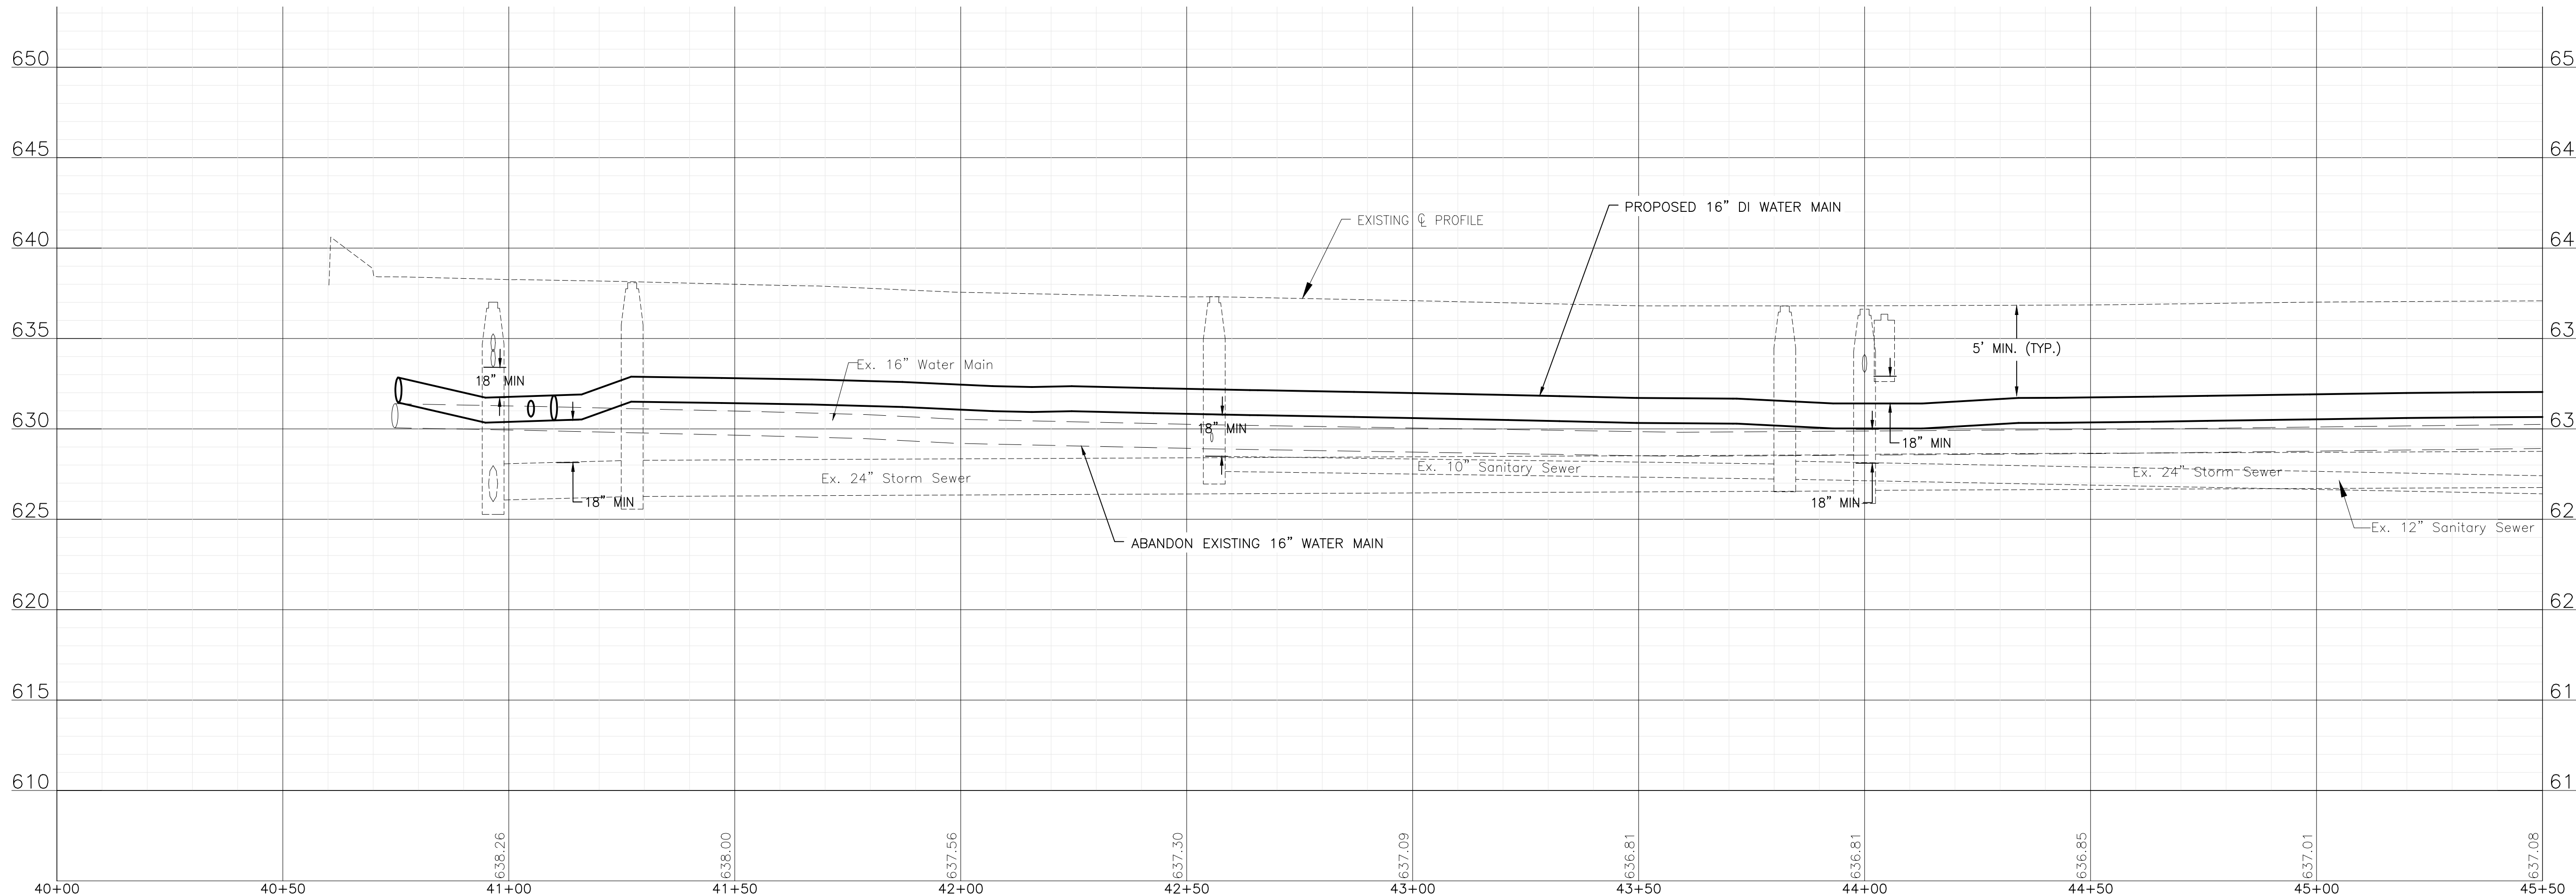 650
65
645
64
PROPOSED 16" DI WATER MAIN
EXISTING ℄ PROFILE
640
64
635
63
5' MIN. (TYP.)
Ex. 16" Water Main
18" MIN
630
18" MIN
63
18" MIN
Ex. 10" Sanitary Sewer
Ex. 24" Storm Sewer
Ex. 24" Storm Sewer
18" MIN
18" MIN
625
62
Ex. 12" Sanitary Sewer
ABANDON EXISTING 16" WATER MAIN
620
62
615
61
610
61
638.26
638.00
637.56
637.30
637.09
636.81
636.81
636.85
637.01
637.08
40+00
40+50
41+00
41+50
42+00
42+50
43+00
43+50
44+00
44+50
45+00
45+50